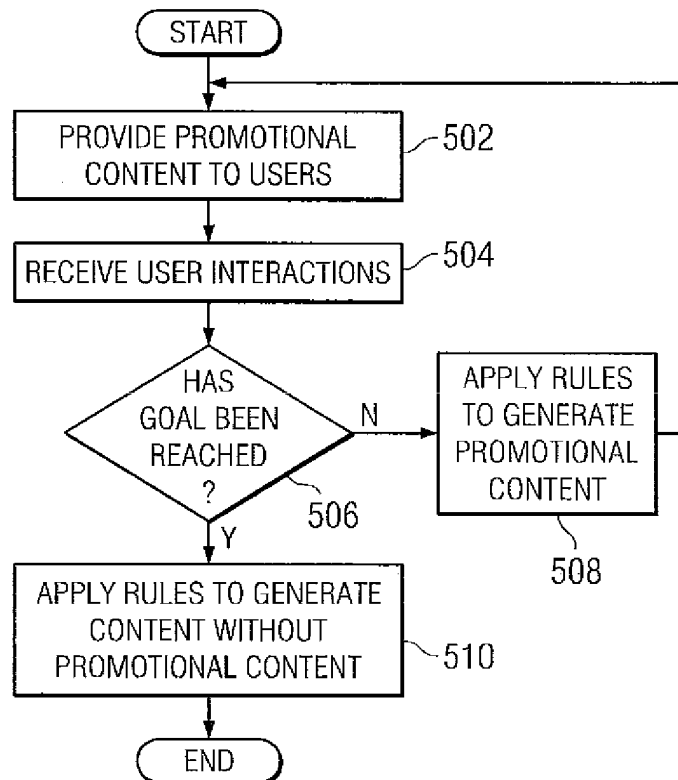 START
PROVIDE PROMOTIONAL
CONTENT TO USERS
502
RECEIVE USER INTERACTIONS
504
HAS
GOAL BEEN
REACHED
?
506
N
APPLY RULES
TO GENERATE
PROMOTIONAL
CONTENT
508
Y
APPLY RULES TO GENERATE
CONTENT WITHOUT
PROMOTIONAL CONTENT
510
END